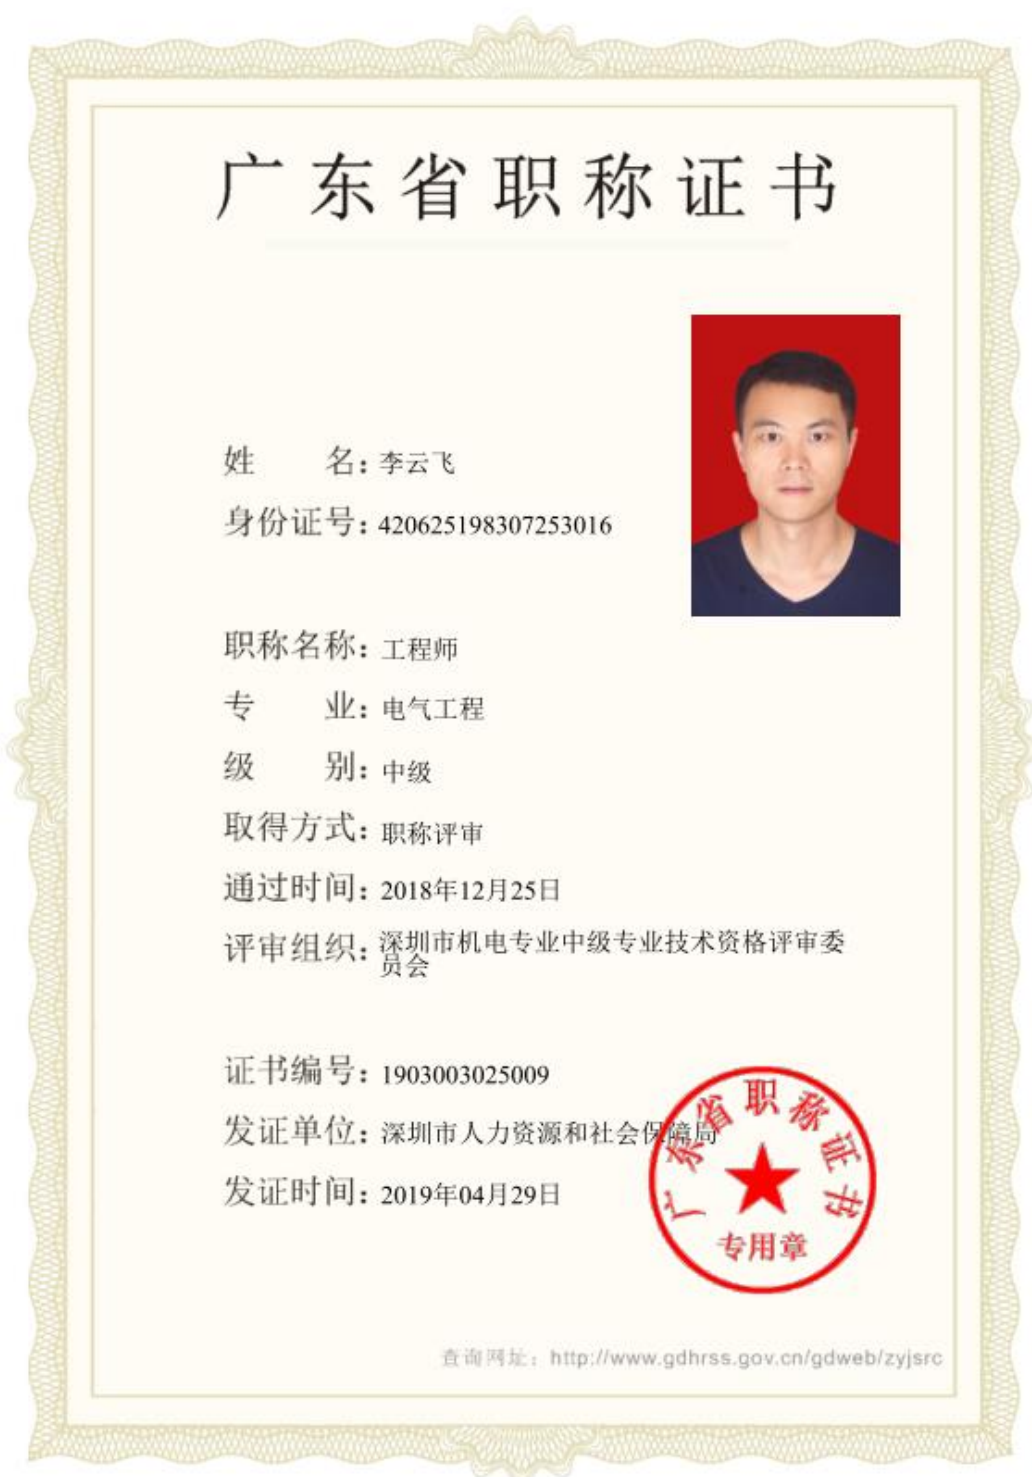 广东省职称证书
姓名：李云飞
身份证号：420625198307253016
职称名称：工程师
专业：电气工程
级别：中级
取得方式：职称评审
通过时间：2018年12月25日
评审组织：深圳市机电专业中级专业技术资格评审委
员会
证书编号：1903003025009
发证单位：深圳市人力资源和社会保障局
发证时间：2019年04月29日
广东省职称证书
专用章
查询网址：http://www.gdhrss.gov.cn/gdweb/zyjsrc